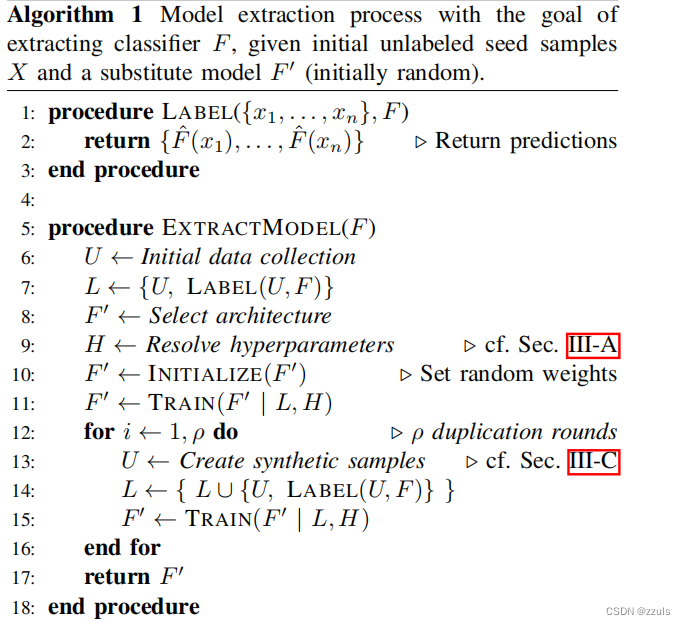 Algorithm 1 Model extraction process with the goal of
extracting classifier F, given initial unlabeled seed samples
X and a substitute model F′ (initially random).
1: procedure LABEL({x₁, . . . , xₙ}, F)
2: return {F̂(x₁), . . . , F̂(xₙ)} ▷ Return predictions
3: end procedure
4:
5: procedure EXTRACTMODEL(F)
6: U ← Initial data collection
7: L ← {U, LABEL(U, F)}
8: F′ ← Select architecture
9: H ← Resolve hyperparameters ▷ cf. Sec. III-A
10: F′ ← INITIALIZE(F′) ▷ Set random weights
11: F′ ← TRAIN(F′ | L, H)
12: for i ← 1, ρ do ▷ ρ duplication rounds
13: U ← Create synthetic samples ▷ cf. Sec. III-C
14: L ← { L ∪ {U, LABEL(U, F)} }
15: F′ ← TRAIN(F′ | L, H)
16: end for
17: return F′
18: end procedure
CSDN @zzuls